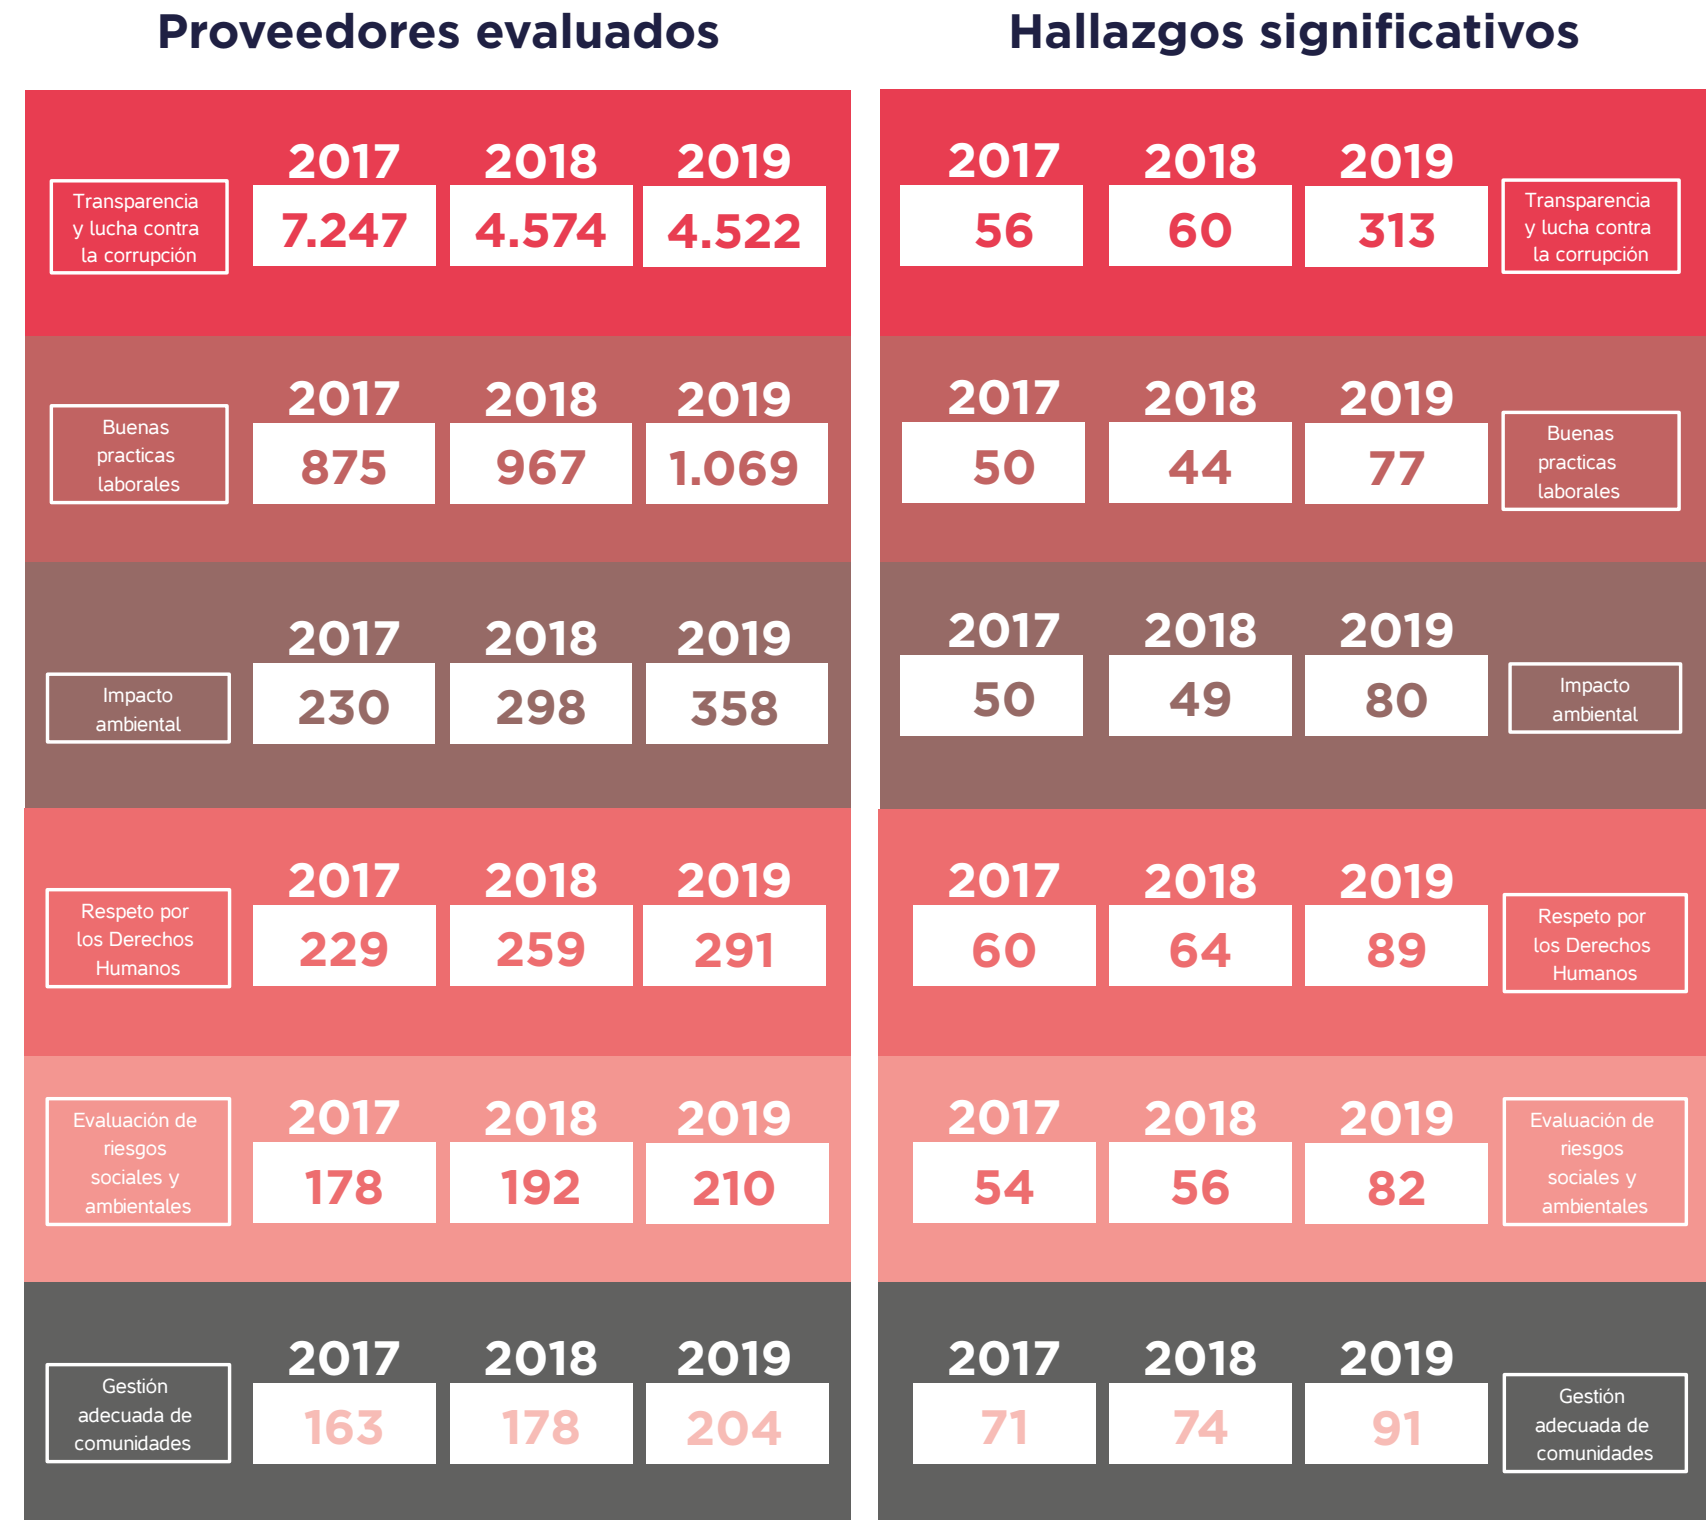 Proveedores evaluados
2017 2018 2019
Transparencia
y lucha contra
la corrupción
7.247 4.574 4.522
2017 2018 2019
Buenas
practicas
laborales
875 967 1.069
2017 2018 2019
Impacto
ambiental
230 298 358
2017 2018 2019
Respeto por
los Derechos
Humanos
229 259 291
2017 2018 2019
Evaluación de
riesgos
sociales y
ambientales
178 192 210
2017 2018 2019
Gestión
adecuada de
comunidades
163 178 204
Hallazgos significativos
2017 2018 2019
56 60 313
Transparencia
y lucha contra
la corrupción
2017 2018 2019
50 44 77
Buenas
practicas
laborales
2017 2018 2019
50 49 80
Impacto
ambiental
2017 2018 2019
60 64 89
Respeto por
los Derechos
Humanos
2017 2018 2019
54 56 82
Evaluación de
riesgos
sociales y
ambientales
2017 2018 2019
71 74 91
Gestión
adecuada de
comunidades